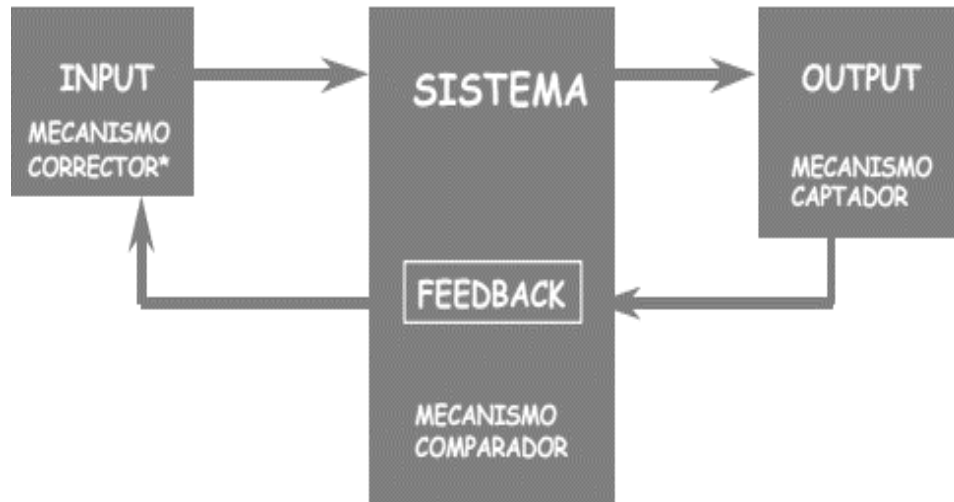 INPUT
MECANISMO
CORRECTOR*
SISTEMA
FEEDBACK
MECANISMO
COMPARADOR
OUTPUT
MECANISMO
CAPTADOR